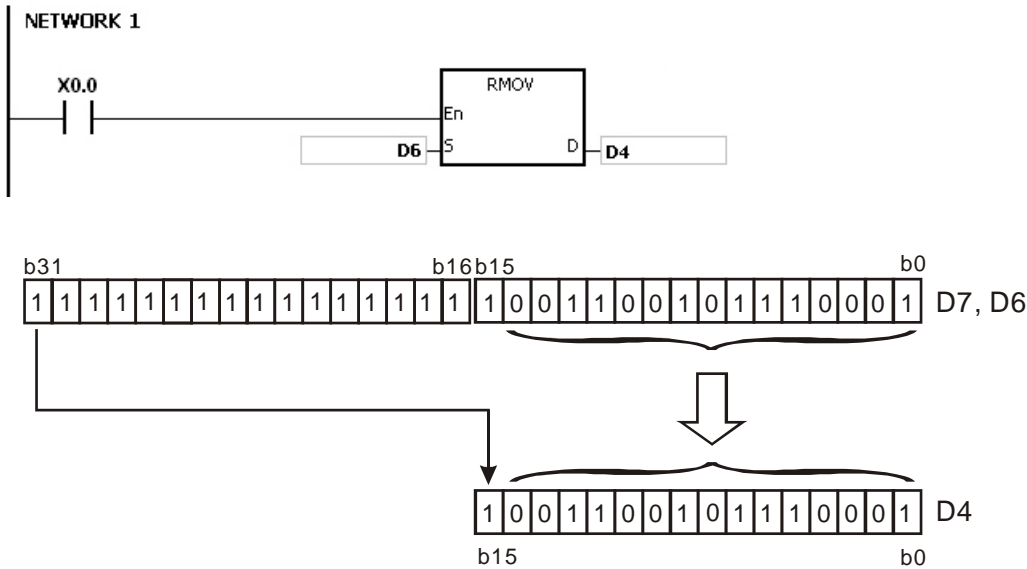 NETWORK 1
X0.0
RMOV
En
D6 S D D4
b31 b16 b15 b0
1 1 1 1 1 1 1 1 1 1 1 1 1 1 1 1 1 0 0 1 1 0 0 1 0 1 1 1 0 0 0 1 D7, D6
1 0 0 1 1 0 0 1 0 1 1 1 0 0 0 1 D4
b15 b0